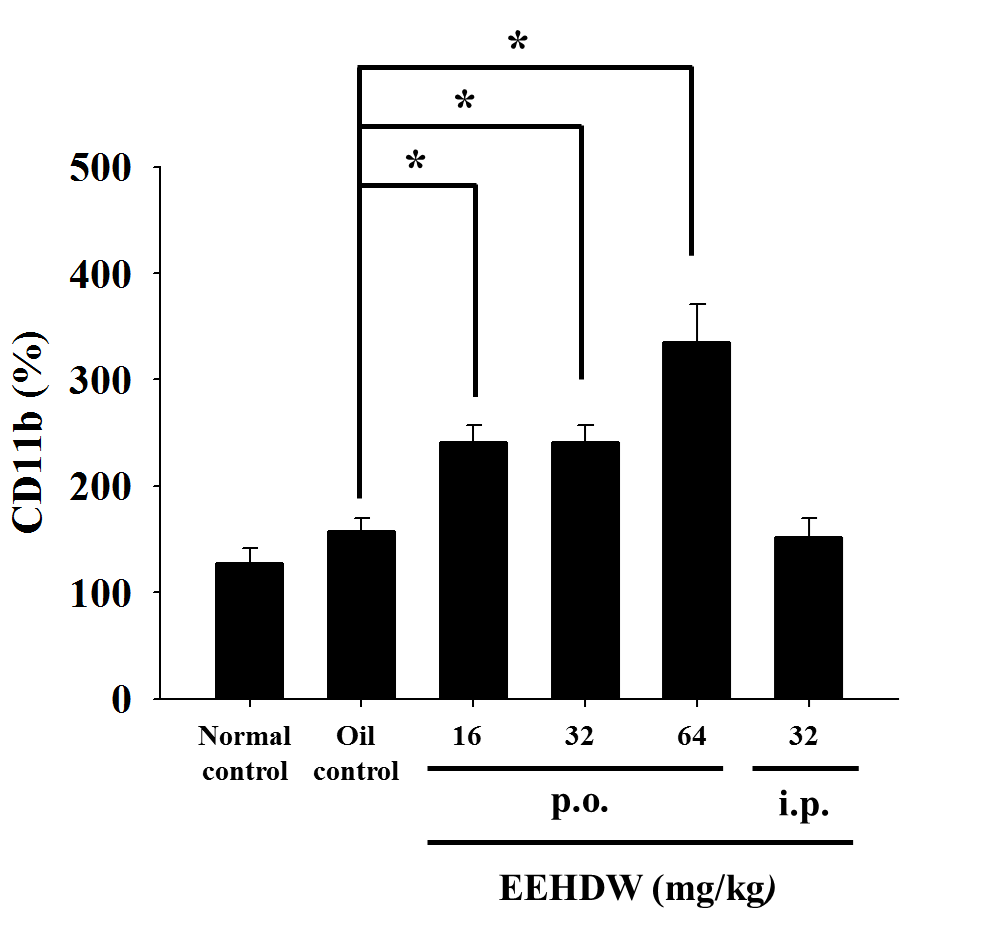 *
*
*
500
400
300
200
100
0
CD11b (%)
Normal control
Oil control
16
32
64
32
p.o.
i.p.
EEHDW (mg/kg)